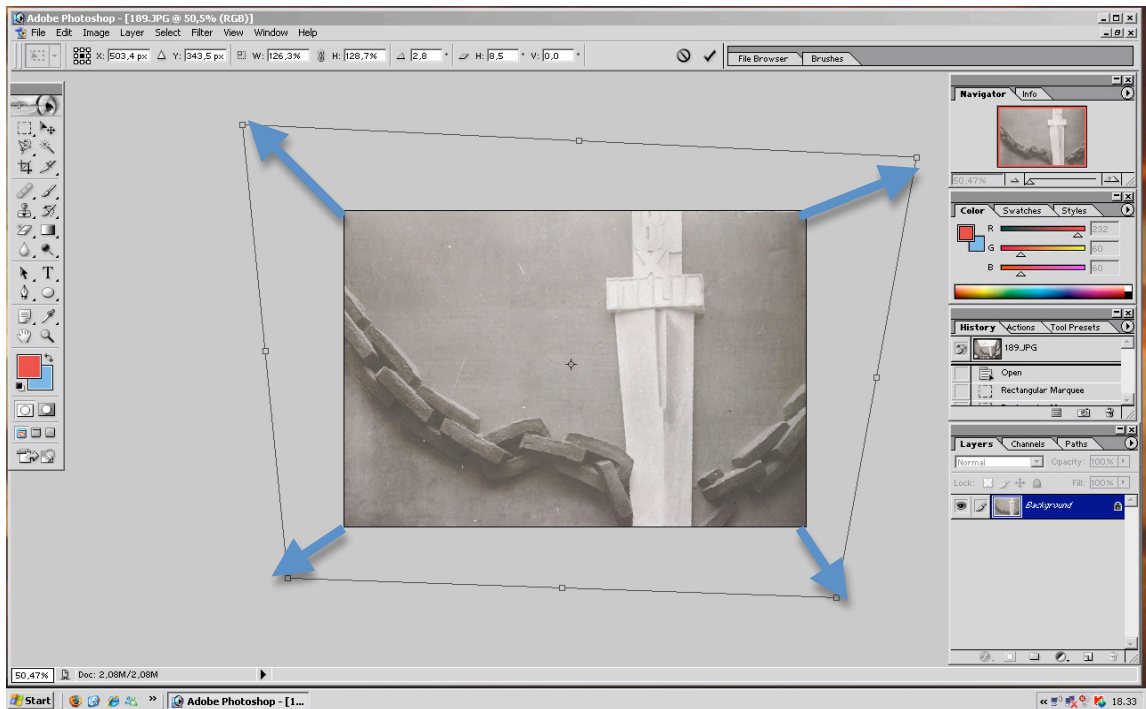 Adobe Photoshop - [189.JPG @ 50,5% (RGB)]
File Edit Image Layer Select Filter View Window Help
X: 503,4 px Y: 343,5 px W: 126,3% H: 128,7% 2,8 ° H: 8,5 ° V: 0,0 °
File Browser Brushes
Navigator Info
50,47%
Color Swatches Styles
R 232
G 60
B 60
History Actions Tool Presets
189.JPG
Open
Rectangular Marquee
Layers Channels Paths
Normal Opacity: 100%
Lock: Fill: 100%
Background
50,47% Doc: 2,08M/2,08M
Start Adobe Photoshop - [1... 18.33